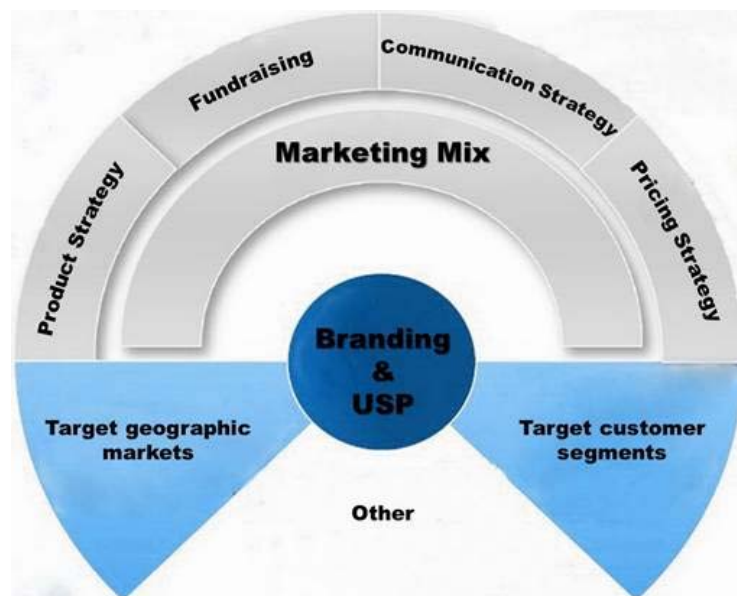 Product Strategy
Fundraising
Communication Strategy
Pricing Strategy
Marketing Mix
Branding
&
USP
Target geographic
markets
Target customer
segments
Other